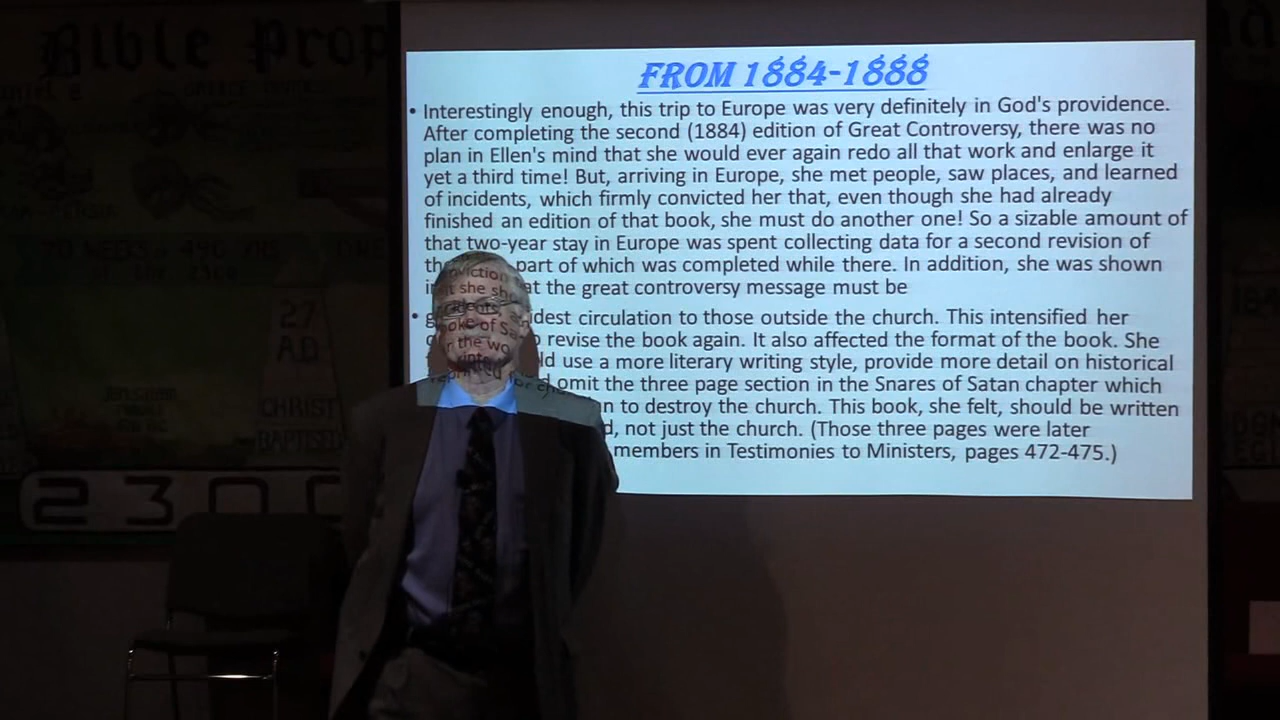 Bible Prop
FROM 1884-1888
• Interestingly enough, this trip to Europe was very definitely in God's providence.
After completing the second (1884) edition of Great Controversy, there was no
plan in Ellen's mind that she would ever again redo all that work and enlarge it
yet a third time! But, arriving in Europe, she met people, saw places, and learned
of incidents, which firmly convicted her that, even though she had already
finished an edition of that book, she must do another one! So a sizable amount of
that two-year stay in Europe was spent collecting data for a second revision of
part of which was completed while there. In addition, she was shown
the great controversy message must be
• circulation to those outside the church. This intensified her
revise the book again. It also affected the format of the book. She
use a more literary writing style, provide more detail on historical
omit the three page section in the Snares of Satan chapter which
to destroy the church. This book, she felt, should be written
not just the church. (Those three pages were later
members in Testimonies to Ministers, pages 472-475.)
70 WEEKS = 490
27
AD
CHRIST
BAPTISED
230